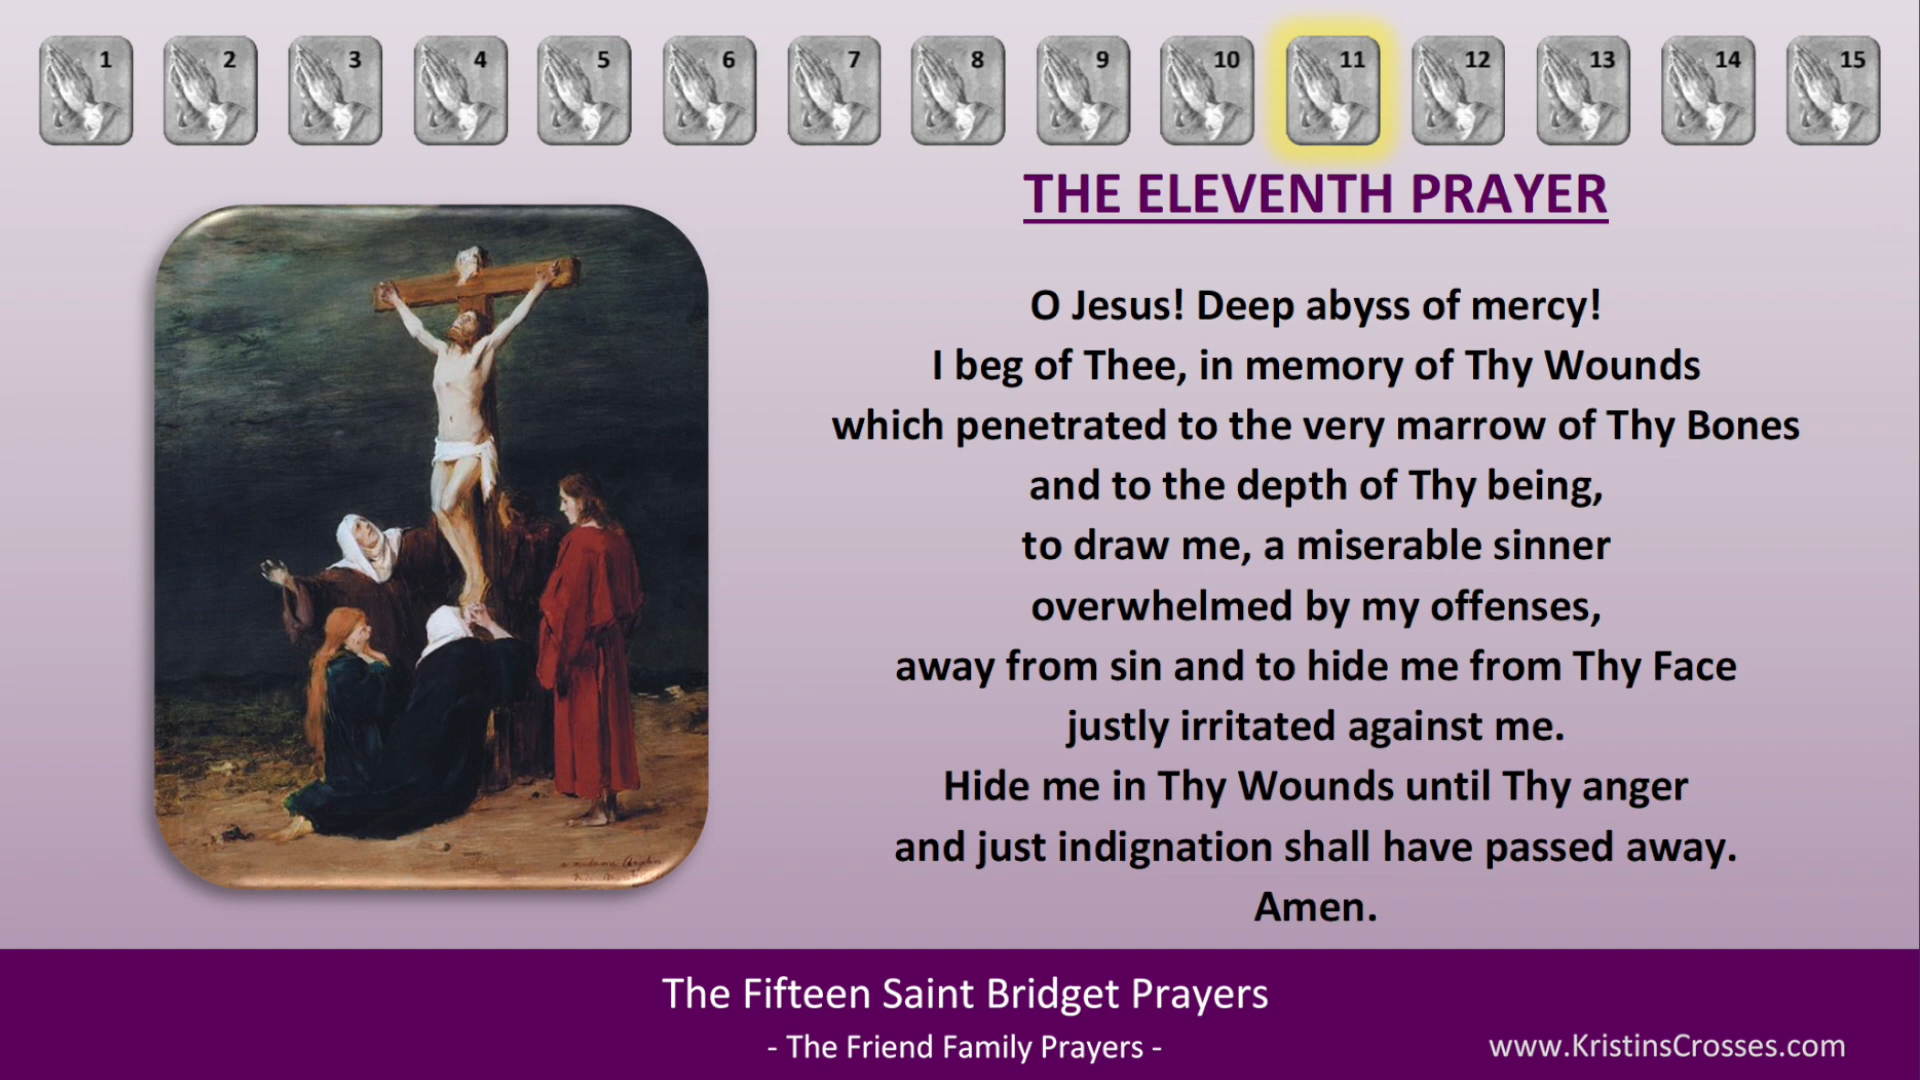 1 2 3 4 5 6 7 8 9 10 11 12 13 14 15
THE ELEVENTH PRAYER
O Jesus! Deep abyss of mercy!
I beg of Thee, in memory of Thy Wounds
which penetrated to the very marrow of Thy Bones
and to the depth of Thy being,
to draw me, a miserable sinner
overwhelmed by my offenses,
away from sin and to hide me from Thy Face
justly irritated against me.
Hide me in Thy Wounds until Thy anger
and just indignation shall have passed away.
Amen.
The Fifteen Saint Bridget Prayers
- The Friend Family Prayers -
www.KristinsCrosses.com